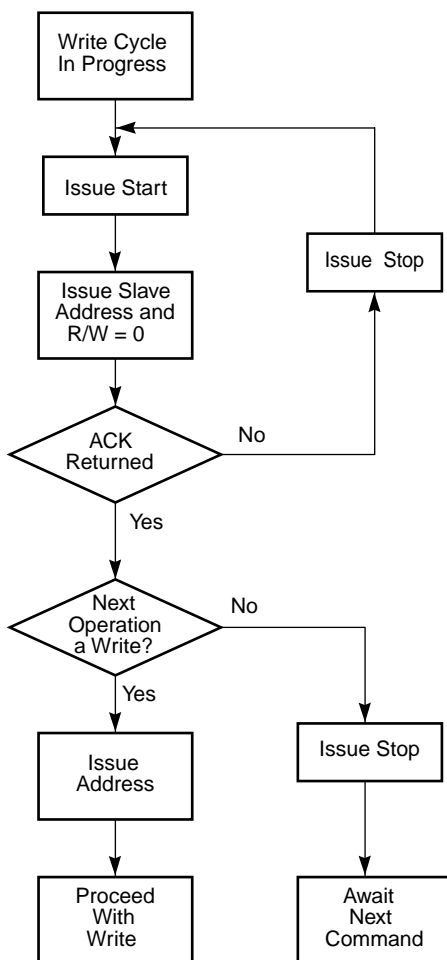 Write Cycle
In Progress
Issue Start
Issue Stop
Issue Slave
Address and
R/W = 0
ACK
Returned
No
Yes
Next
Operation
a Write?
No
Yes
Issue
Address
Issue Stop
Proceed
With
Write
Await
Next
Command